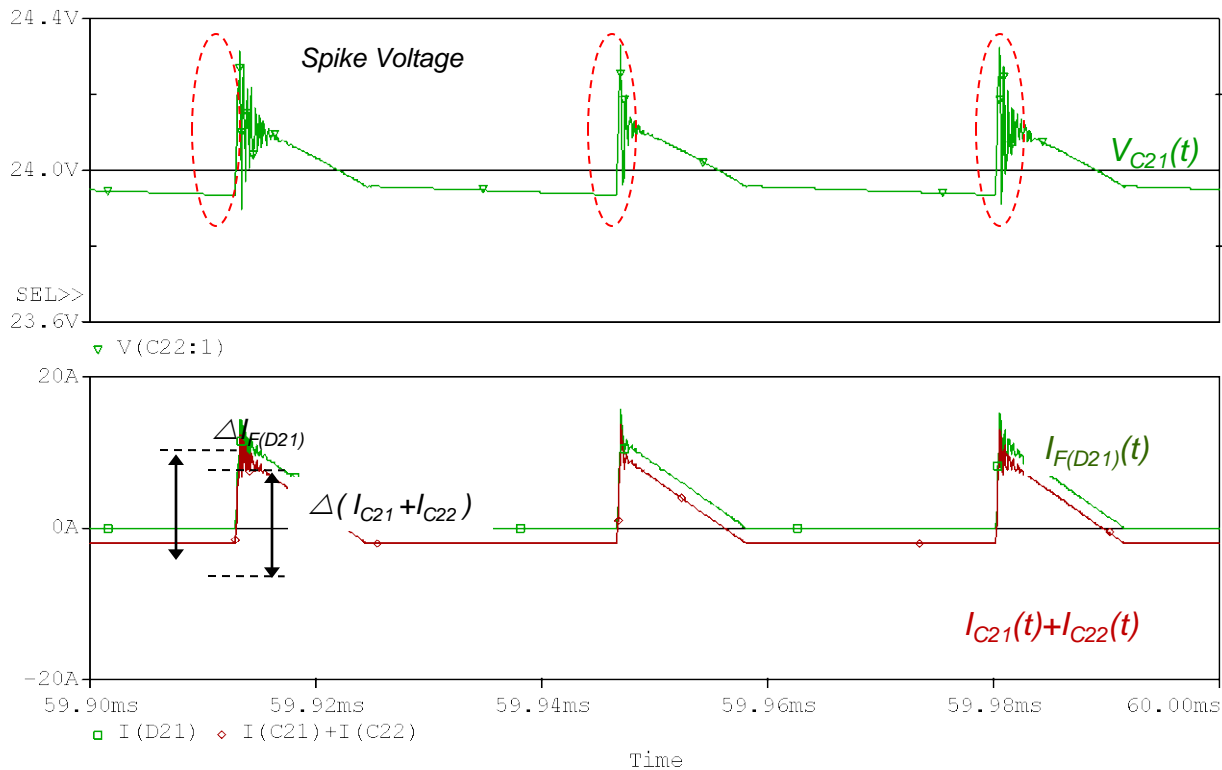 24.4V
Spike Voltage
V_C21(t)
24.0V
SEL>>
23.6V
V(C22:1)
20A
△I_F(D21)
I_F(D21)(t)
△( I_C21 +I_C22 )
0A
I_C21(t)+I_C22(t)
-20A
59.90ms 59.92ms 59.94ms 59.96ms 59.98ms 60.00ms
I(D21) I(C21)+I(C22)
Time